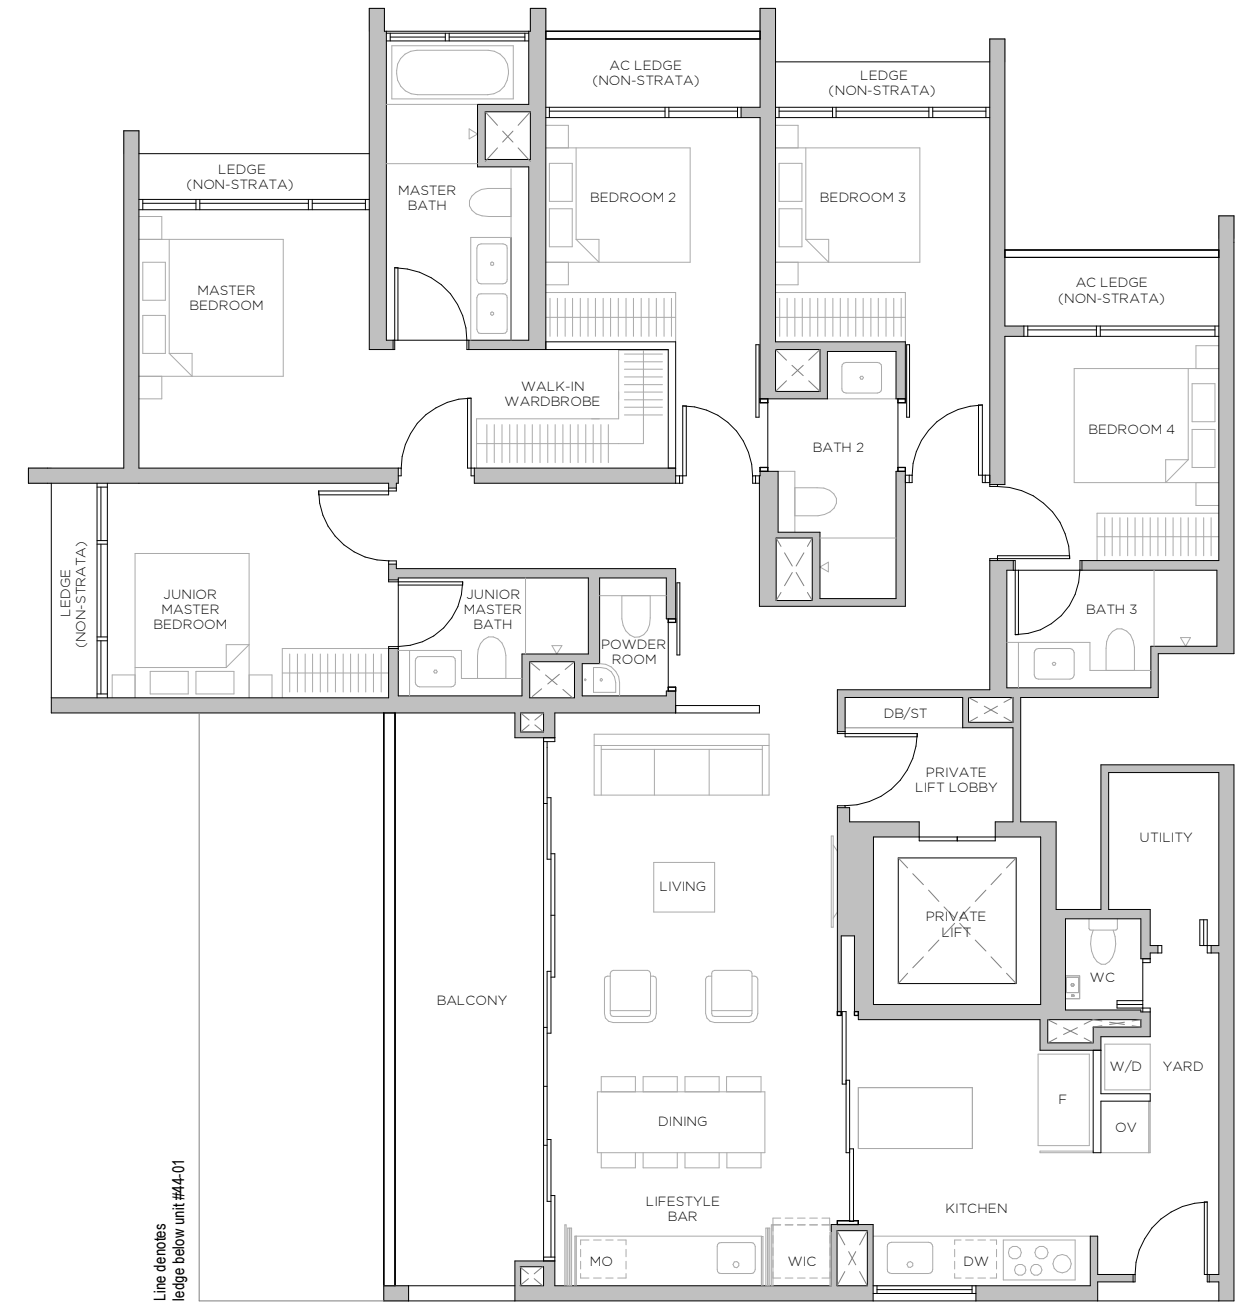 AC LEDGE
(NON-STRATA)
LEDGE
(NON-STRATA)
LEDGE
(NON-STRATA)
MASTER
BATH
BEDROOM 2
BEDROOM 3
AC LEDGE
(NON-STRATA)
MASTER
BEDROOM
WALK-IN
WARDBROBE
BATH 2
BEDROOM 4
LEDGE
(NON-STRATA)
JUNIOR
MASTER
BEDROOM
JUNIOR
MASTER
BATH
POWDER
ROOM
BATH 3
DB/ST
PRIVATE
LIFT LOBBY
UTILITY
LIVING
PRIVATE
LIFT
WC
BALCONY
W/D
YARD
F
OV
DINING
LIFESTYLE
BAR
KITCHEN
MO
WIC
DW
Line denotes
ledge below unit #44-01